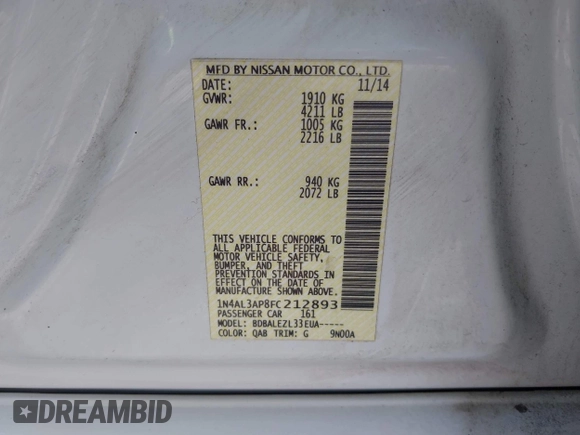 MFD BY NISSAN MOTOR CO., LTD.
DATE: 11/14
GVWR: 1910 KG
4211 LB
GAWR FR.: 1005 KG
2216 LB
GAWR RR.: 940 KG
2072 LB
THIS VEHICLE CONFORMS TO
ALL APPLICABLE FEDERAL
MOTOR VEHICLE SAFETY,
BUMPER, AND THEFT
PREVENTION STANDARDS IN
EFFECT ON THE DATE OF
MANUFACTURE SHOWN ABOVE.
1N4AL3AP8FC212893
PASSENGER CAR 161
MODEL: BDBALEZL33EUA-----
COLOR: QAB TRIM: G 9N00A
DREAMBID